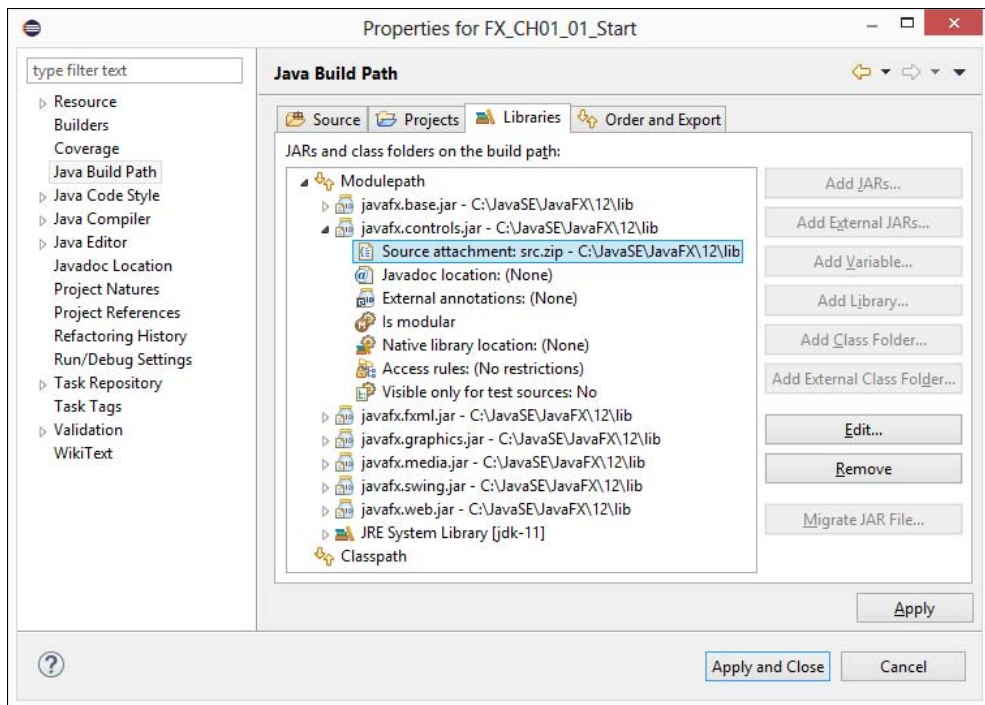 Properties for FX_CH01_01_Start
type filter text
Resource
Builders
Coverage
Java Build Path
Java Code Style
Java Compiler
Java Editor
Javadoc Location
Project Natures
Project References
Refactoring History
Run/Debug Settings
Task Repository
Task Tags
Validation
WikiText
Java Build Path
Source Projects Libraries Order and Export
JARs and class folders on the build path:
Modulepath
javafx.base.jar - C:\JavaSE\JavaFX\12\lib
javafx.controls.jar - C:\JavaSE\JavaFX\12\lib
Source attachment: src.zip - C:\JavaSE\JavaFX\12\lib
Javadoc location: (None)
External annotations: (None)
Is modular
Native library location: (None)
Access rules: (No restrictions)
Visible only for test sources: No
javafx.fxml.jar - C:\JavaSE\JavaFX\12\lib
javafx.graphics.jar - C:\JavaSE\JavaFX\12\lib
javafx.media.jar - C:\JavaSE\JavaFX\12\lib
javafx.swing.jar - C:\JavaSE\JavaFX\12\lib
javafx.web.jar - C:\JavaSE\JavaFX\12\lib
JRE System Library [jdk-11]
Classpath
Add JARs...
Add External JARs...
Add Variable...
Add Library...
Add Class Folder...
Add External Class Folder...
Edit...
Remove
Migrate JAR File...
Apply
Apply and Close Cancel